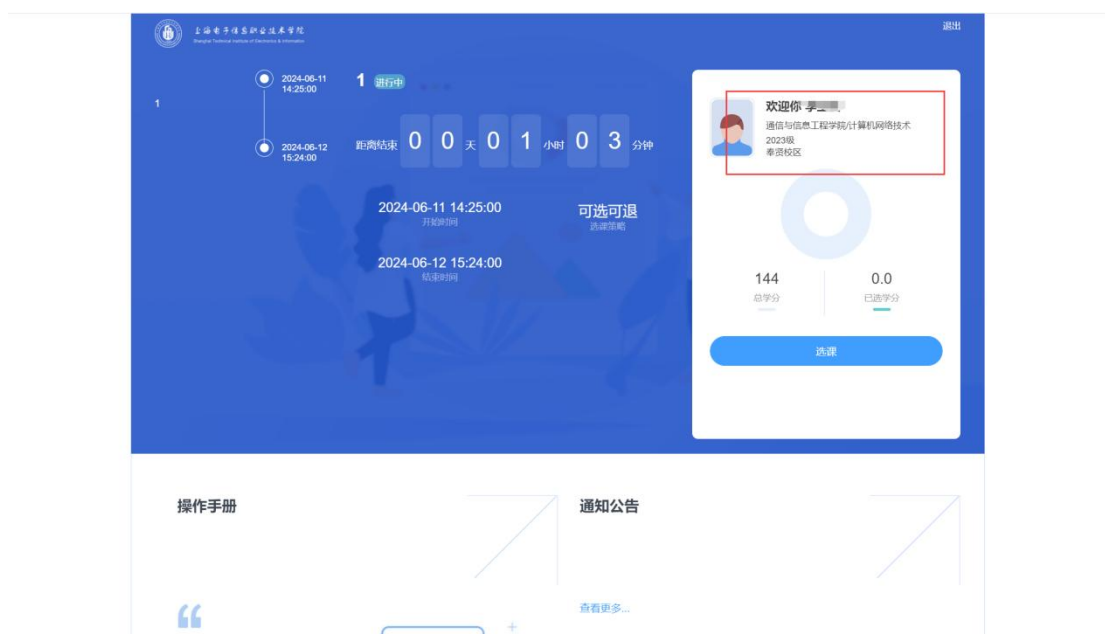 上海电子信息职业技术学院
Shanghai Technical Institute of Electronics & Information
退出
1
2024-06-11
14:25:00
2024-06-12
15:24:00
1 进行中
距离结束 0 0 天 0 1 小时 0 3 分钟
2024-06-11 14:25:00
开始时间
可选可退
选课策略
2024-06-12 15:24:00
结束时间
欢迎你
通信与信息工程学院/计算机网络技术
2023级
奉贤校区
144
总学分
0.0
已选学分
选课
操作手册
通知公告
查看更多...